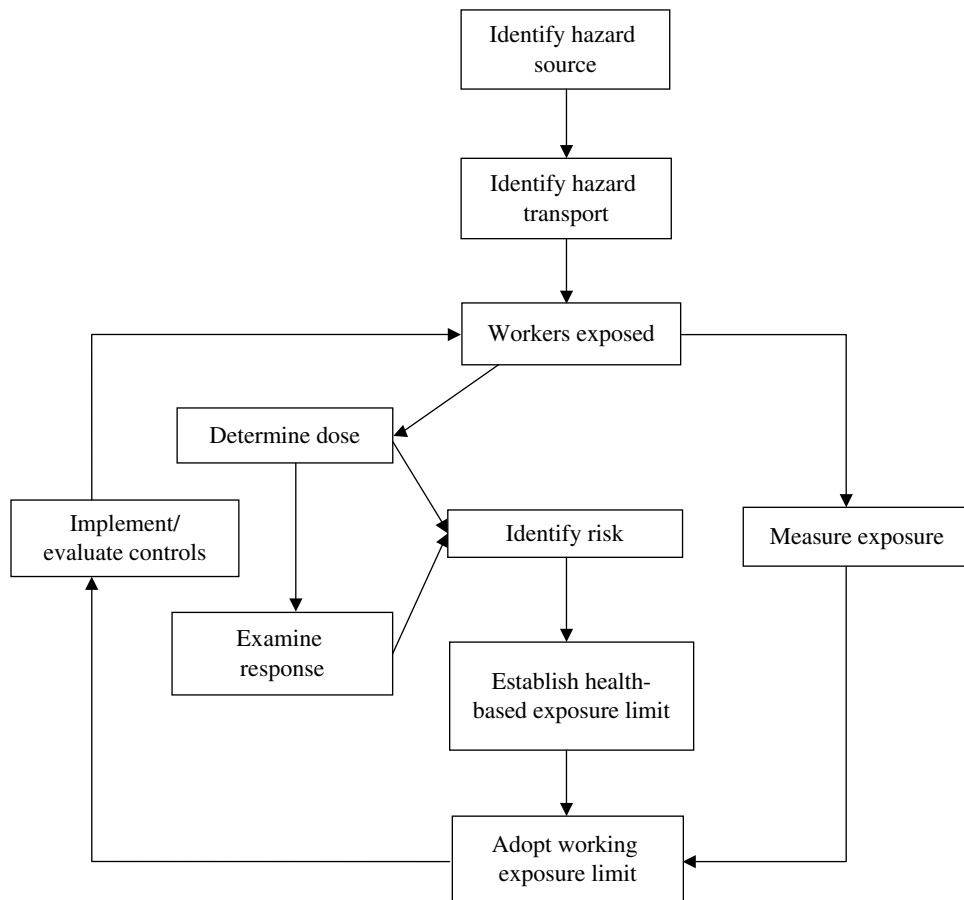 Identify hazard
source
Identify hazard
transport
Workers exposed
Determine dose
Implement/
evaluate controls
Identify risk
Measure exposure
Examine
response
Establish health-
based exposure limit
Adopt working
exposure limit